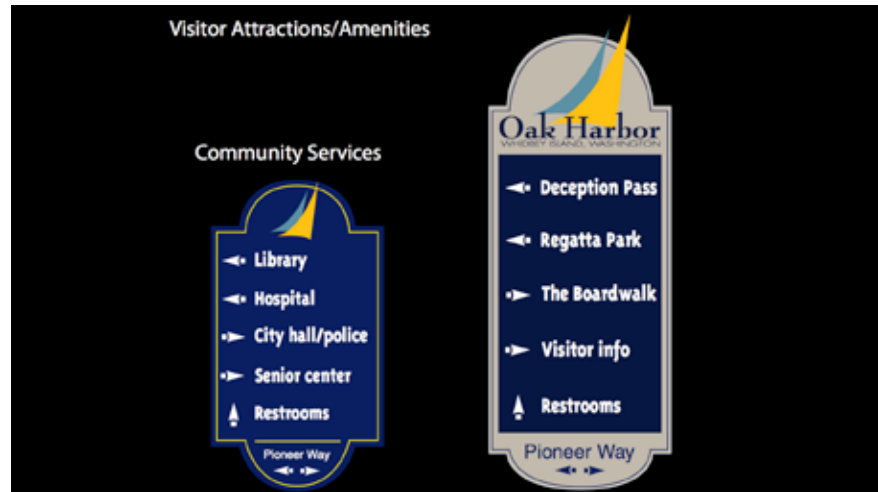 Visitor Attractions/Amenities
Community Services
Library
Hospital
City hall/police
Senior center
Restrooms
Pioneer Way
Oak Harbor
WHIDBEY ISLAND, WASHINGTON
Deception Pass
Regatta Park
The Boardwalk
Visitor info
Restrooms
Pioneer Way